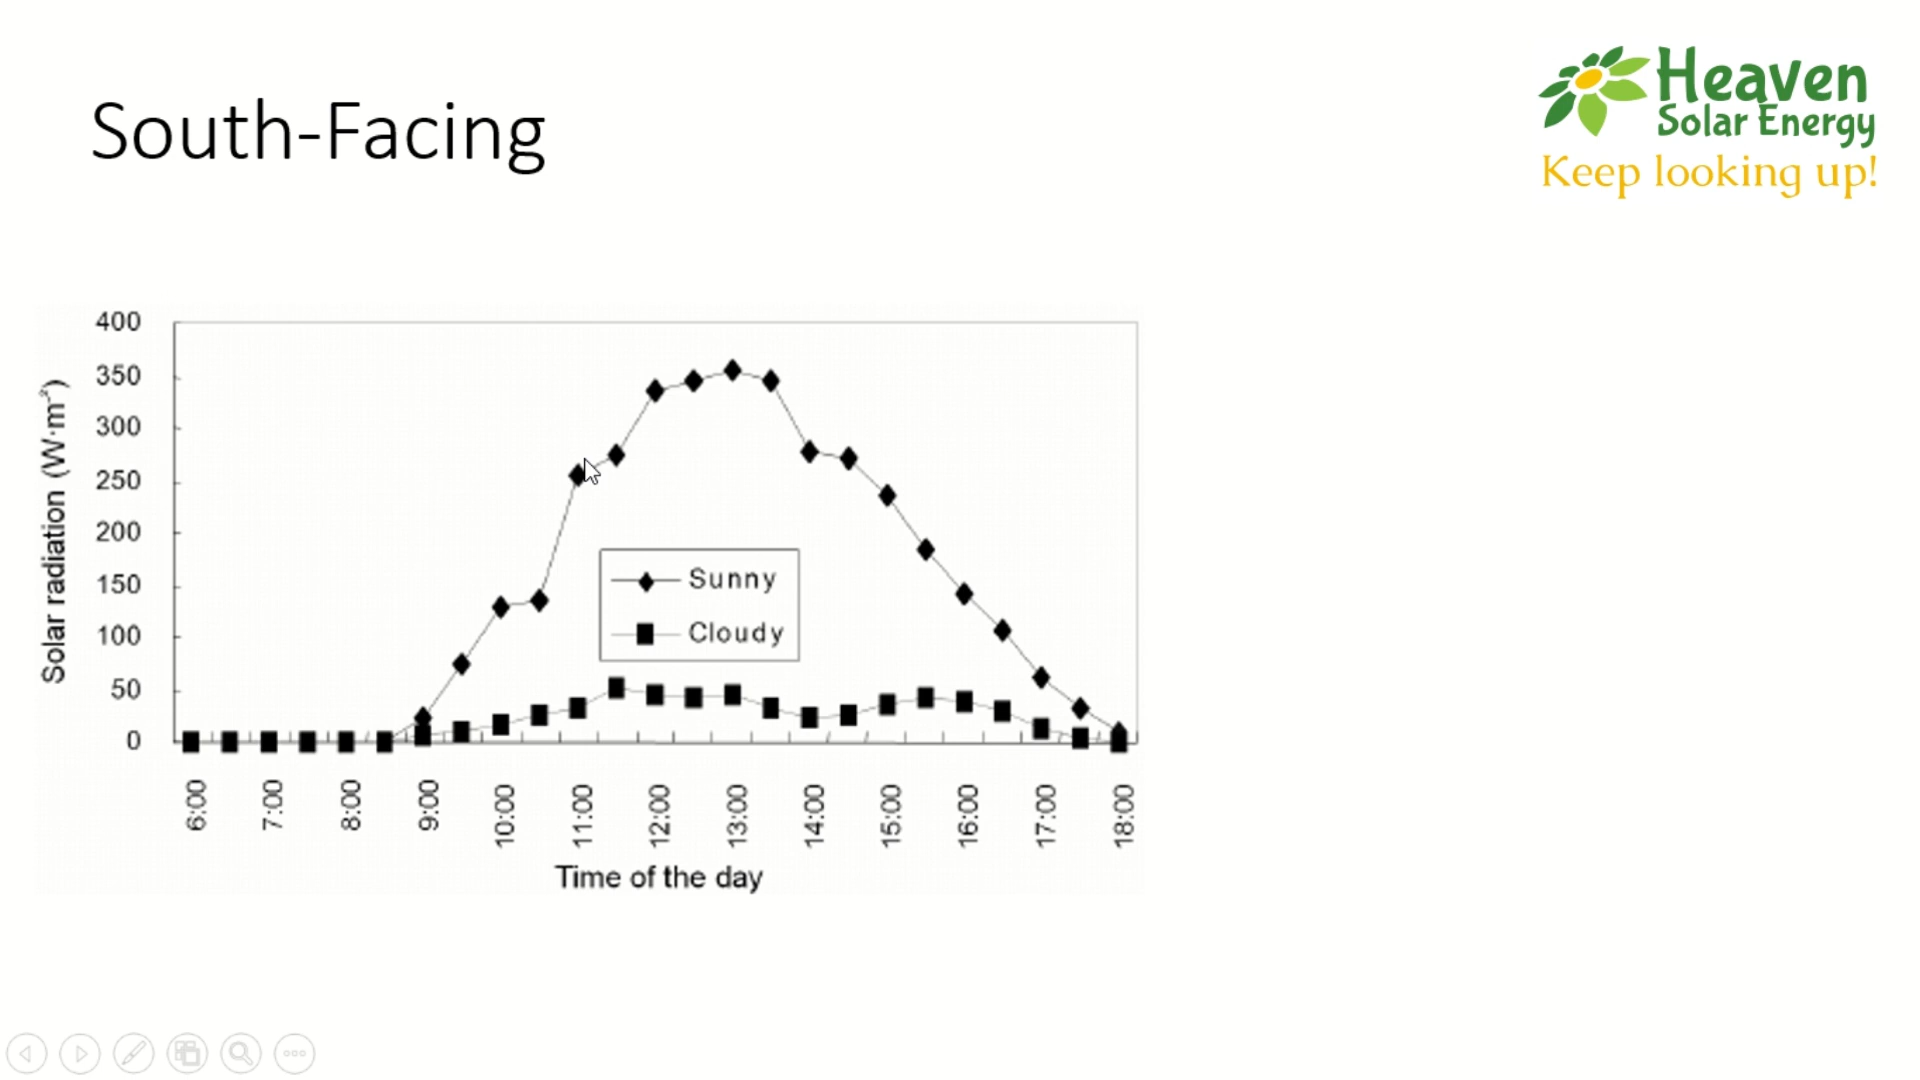 South-Facing
Heaven
Solar Energy
Keep looking up!
400
350
300
250
200
150
100
50
0
Solar radiation (W·m⁻²)
Sunny
Cloudy
6:00
7:00
8:00
9:00
10:00
11:00
12:00
13:00
14:00
15:00
16:00
17:00
18:00
Time of the day